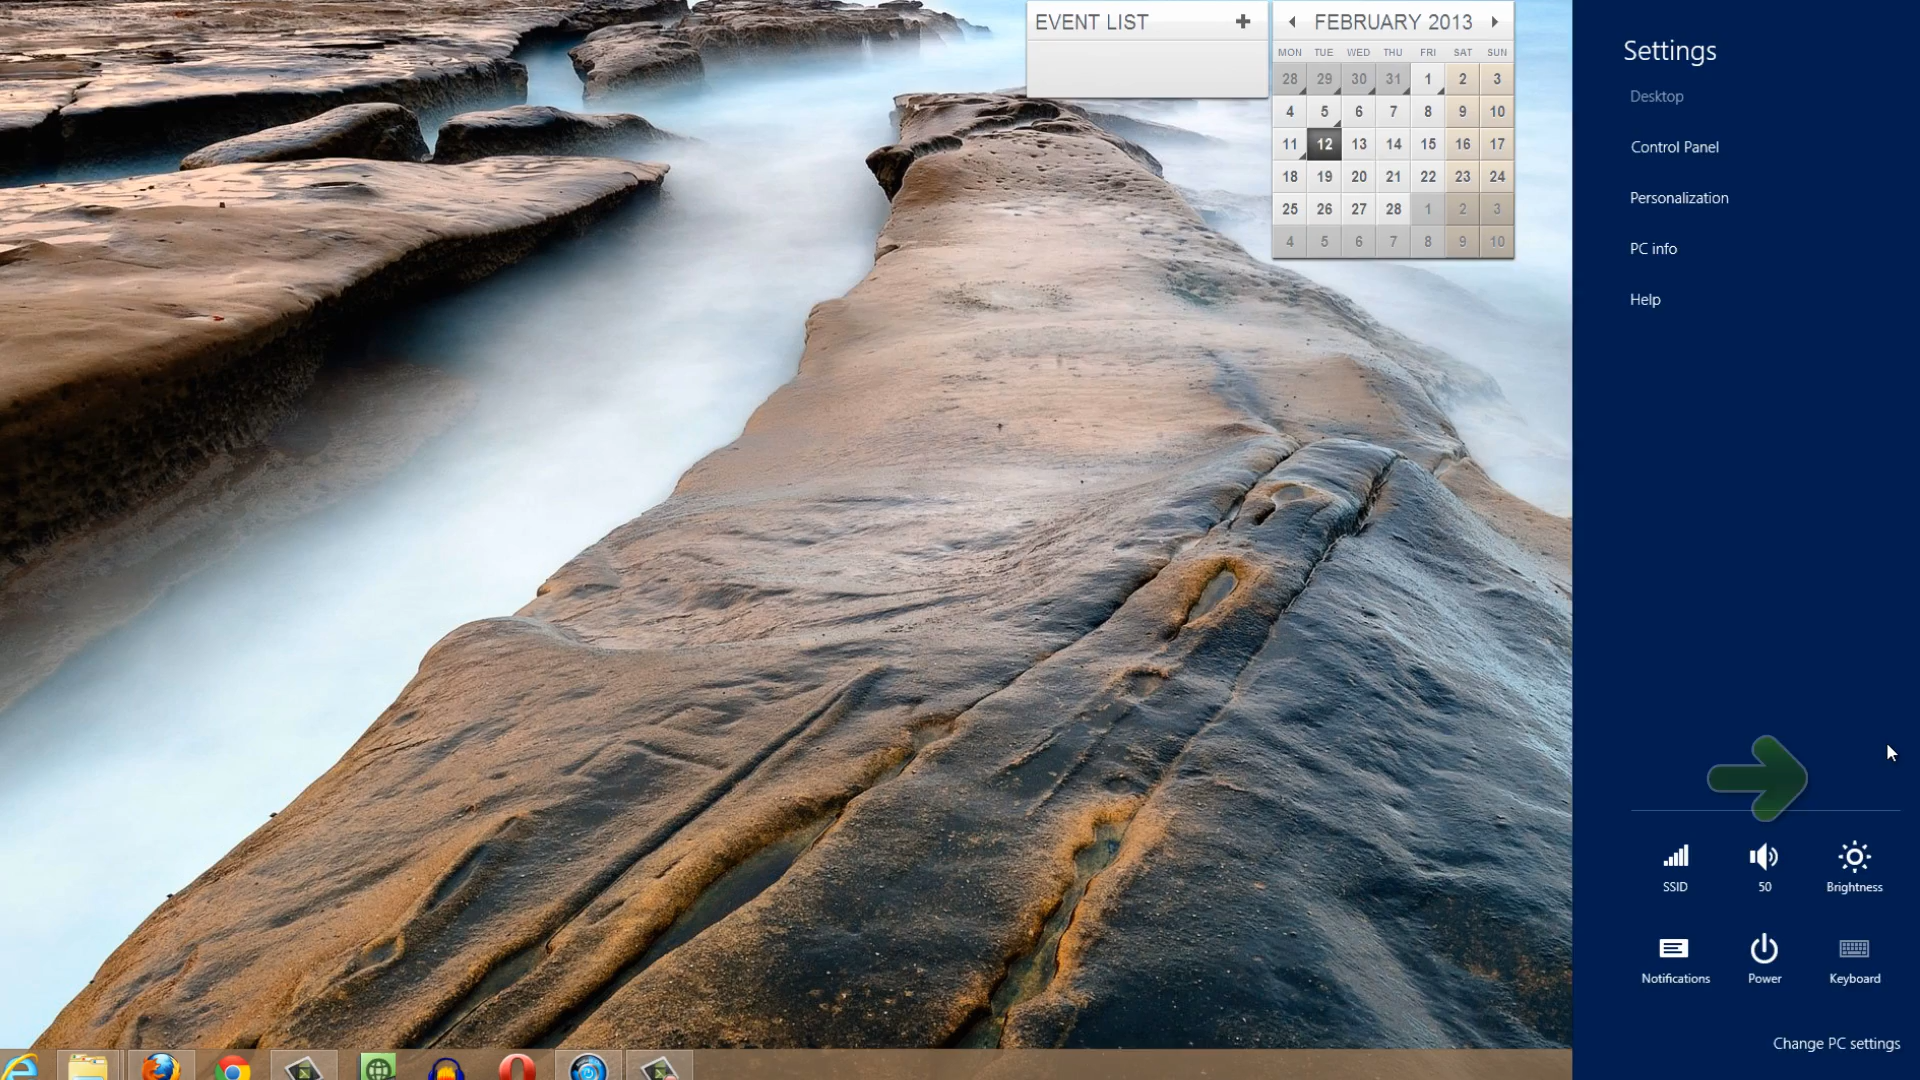 EVENT LIST +
FEBRUARY 2013
MON TUE WED THU FRI SAT SUN
28 29 30 31 1 2 3
4 5 6 7 8 9 10
11 12 13 14 15 16 17
18 19 20 21 22 23 24
25 26 27 28 1 2 3
4 5 6 7 8 9 10
Settings
Desktop
Control Panel
Personalization
PC info
Help
SSID 50 Brightness
Notifications Power Keyboard
Change PC settings